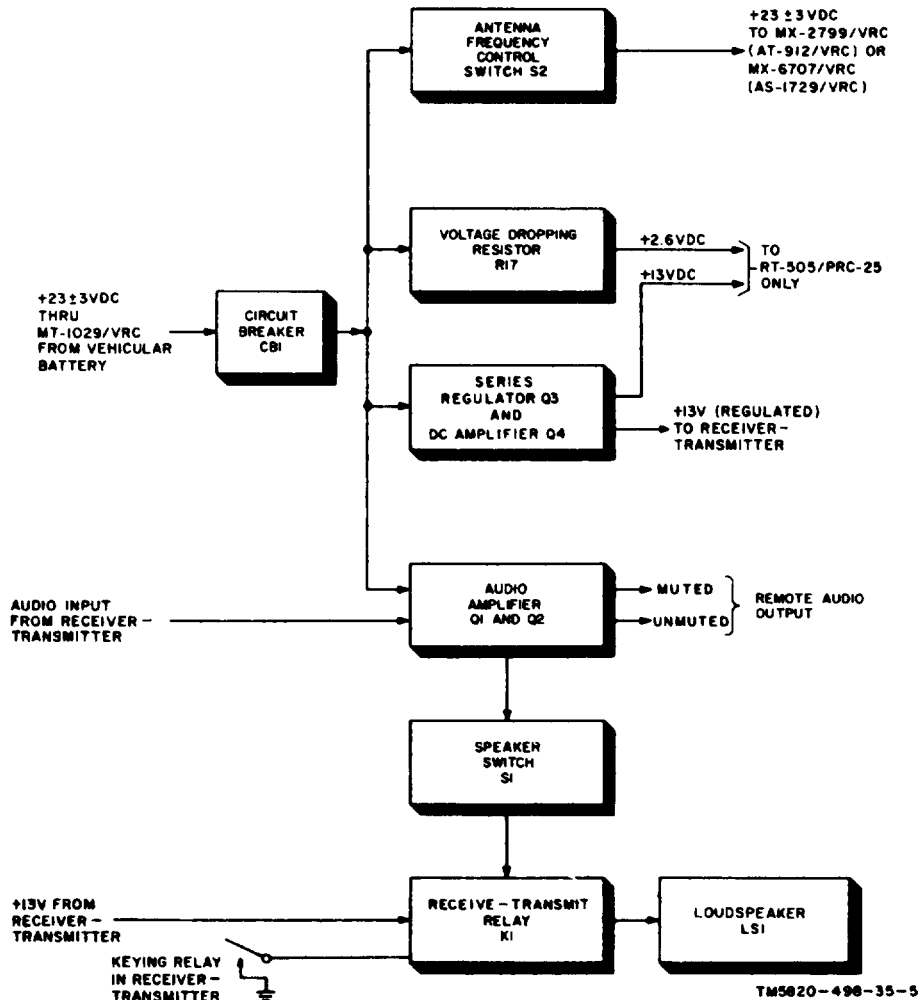 ANTENNA
FREQUENCY
CONTROL
SWITCH S2
+23 ±3VDC
TO MX-2799/VRC
(AT-912/VRC) OR
MX-6707/VRC
(AS-1729/VRC)
VOLTAGE DROPPING
RESISTOR
R17
+2.6VDC
+13VDC
TO
RT-505/PRC-25
ONLY
+23±3VDC
THRU
MT-1029/VRC
FROM VEHICULAR
BATTERY
CIRCUIT
BREAKER
CB1
SERIES
REGULATOR Q3
AND
DC AMPLIFIER Q4
+13V (REGULATED)
TO RECEIVER-
TRANSMITTER
AUDIO INPUT
FROM RECEIVER-
TRANSMITTER
AUDIO
AMPLIFIER
Q1 AND Q2
MUTED
UNMUTED
REMOTE AUDIO
OUTPUT
SPEAKER
SWITCH
S1
+13V FROM
RECEIVER-
TRANSMITTER
RECEIVE-TRANSMIT
RELAY
K1
LOUDSPEAKER
LS1
KEYING RELAY
IN RECEIVER-
TRANSMITTER
TM5820-498-35-5